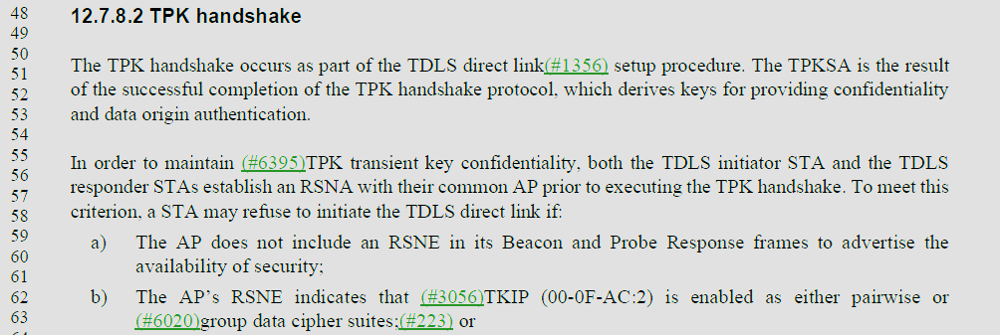 48 12.7.8.2 TPK handshake
49
50
51 The TPK handshake occurs as part of the TDLS direct link(#1356) setup procedure. The TPKSA is the result
52 of the successful completion of the TPK handshake protocol, which derives keys for providing confidentiality
53 and data origin authentication.
54
55 In order to maintain (#6395)TPK transient key confidentiality, both the TDLS initiator STA and the TDLS
56
57 responder STAs establish an RSNA with their common AP prior to executing the TPK handshake. To meet this
58 criterion, a STA may refuse to initiate the TDLS direct link if:
59 a) The AP does not include an RSNE in its Beacon and Probe Response frames to advertise the
60
61 availability of security;
62 b) The AP's RSNE indicates that (#3056)TKIP (00-0F-AC:2) is enabled as either pairwise or
63 (#6020)group data cipher suites;(#223) or